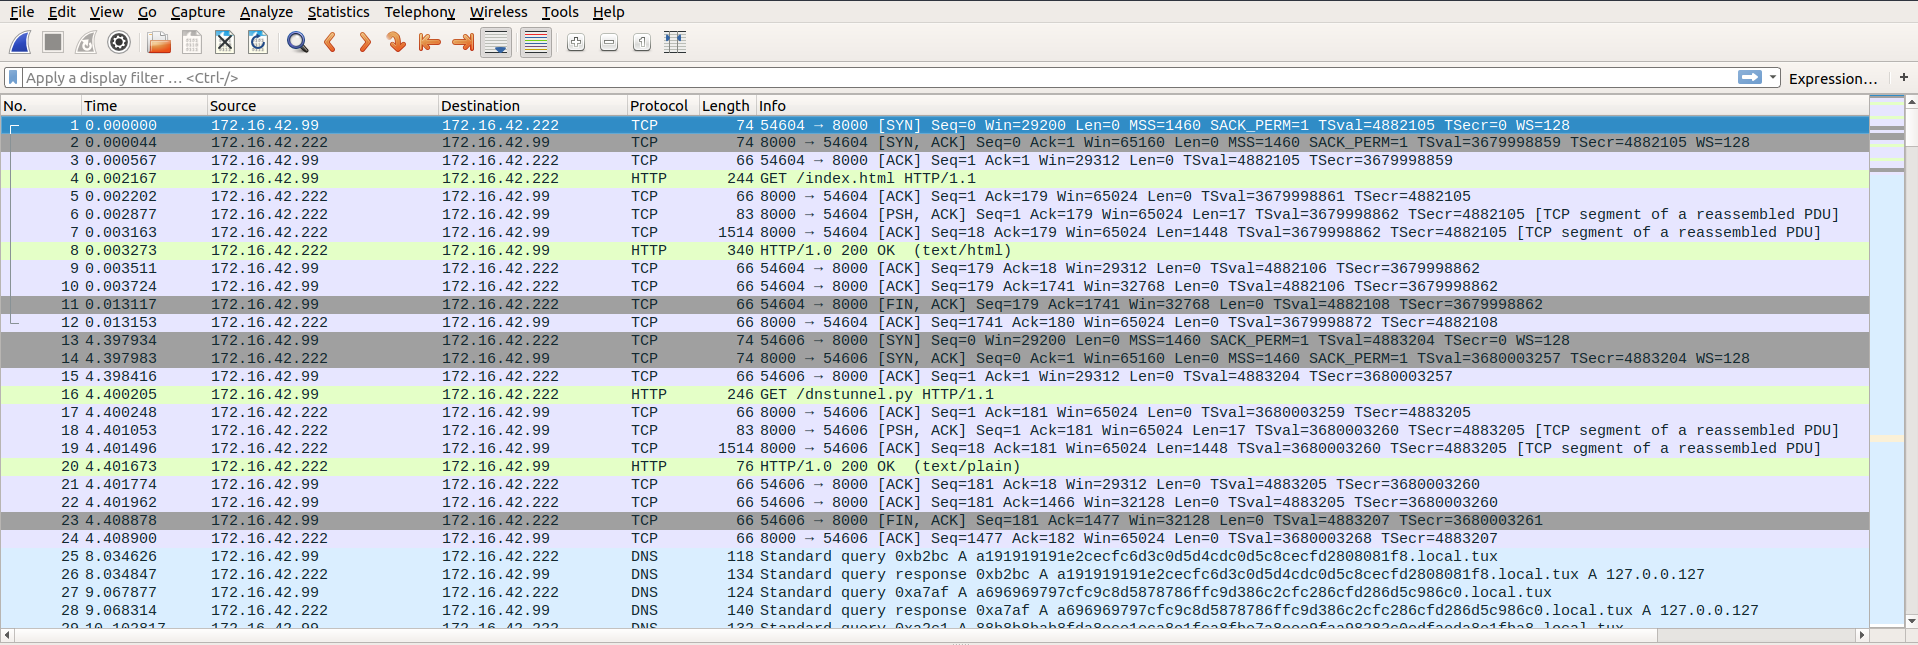 File Edit View Go Capture Analyze Statistics Telephony Wireless Tools Help
Apply a display filter … <Ctrl-/> Expression… +
No. Time Source Destination Protocol Length Info
1 0.000000 172.16.42.99 172.16.42.222 TCP 74 54604 → 8000 [SYN] Seq=0 Win=29200 Len=0 MSS=1460 SACK_PERM=1 TSval=4882105 TSecr=0 WS=128
2 0.000044 172.16.42.222 172.16.42.99 TCP 74 8000 → 54604 [SYN, ACK] Seq=0 Ack=1 Win=65160 Len=0 MSS=1460 SACK_PERM=1 TSval=3679998859 TSecr=4882105 WS=128
3 0.000567 172.16.42.99 172.16.42.222 TCP 66 54604 → 8000 [ACK] Seq=1 Ack=1 Win=29312 Len=0 TSval=4882105 TSecr=3679998859
4 0.002167 172.16.42.99 172.16.42.222 HTTP 244 GET /index.html HTTP/1.1
5 0.002202 172.16.42.222 172.16.42.99 TCP 66 8000 → 54604 [ACK] Seq=1 Ack=179 Win=65024 Len=0 TSval=3679998861 TSecr=4882105
6 0.002877 172.16.42.222 172.16.42.99 TCP 83 8000 → 54604 [PSH, ACK] Seq=1 Ack=179 Win=65024 Len=17 TSval=3679998862 TSecr=4882105 [TCP segment of a reassembled PDU]
7 0.003163 172.16.42.222 172.16.42.99 TCP 1514 8000 → 54604 [ACK] Seq=18 Ack=179 Win=65024 Len=1448 TSval=3679998862 TSecr=4882105 [TCP segment of a reassembled PDU]
8 0.003273 172.16.42.222 172.16.42.99 HTTP 340 HTTP/1.0 200 OK (text/html)
9 0.003511 172.16.42.99 172.16.42.222 TCP 66 54604 → 8000 [ACK] Seq=179 Ack=18 Win=29312 Len=0 TSval=4882106 TSecr=3679998862
10 0.003724 172.16.42.99 172.16.42.222 TCP 66 54604 → 8000 [ACK] Seq=179 Ack=1741 Win=32768 Len=0 TSval=4882106 TSecr=3679998862
11 0.013117 172.16.42.99 172.16.42.222 TCP 66 54604 → 8000 [FIN, ACK] Seq=179 Ack=1741 Win=32768 Len=0 TSval=4882108 TSecr=3679998862
12 0.013153 172.16.42.222 172.16.42.99 TCP 66 8000 → 54604 [ACK] Seq=1741 Ack=180 Win=65024 Len=0 TSval=3679998872 TSecr=4882108
13 4.397934 172.16.42.99 172.16.42.222 TCP 74 54606 → 8000 [SYN] Seq=0 Win=29200 Len=0 MSS=1460 SACK_PERM=1 TSval=4883204 TSecr=0 WS=128
14 4.397983 172.16.42.222 172.16.42.99 TCP 74 8000 → 54606 [SYN, ACK] Seq=0 Ack=1 Win=65160 Len=0 MSS=1460 SACK_PERM=1 TSval=3680003257 TSecr=4883204 WS=128
15 4.398416 172.16.42.99 172.16.42.222 TCP 66 54606 → 8000 [ACK] Seq=1 Ack=1 Win=29312 Len=0 TSval=4883204 TSecr=3680003257
16 4.400205 172.16.42.99 172.16.42.222 HTTP 246 GET /dnstunnel.py HTTP/1.1
17 4.400248 172.16.42.222 172.16.42.99 TCP 66 8000 → 54606 [ACK] Seq=1 Ack=181 Win=65024 Len=0 TSval=3680003259 TSecr=4883205
18 4.401053 172.16.42.222 172.16.42.99 TCP 83 8000 → 54606 [PSH, ACK] Seq=1 Ack=181 Win=65024 Len=17 TSval=3680003260 TSecr=4883205 [TCP segment of a reassembled PDU]
19 4.401496 172.16.42.222 172.16.42.99 TCP 1514 8000 → 54606 [ACK] Seq=18 Ack=181 Win=65024 Len=1448 TSval=3680003260 TSecr=4883205 [TCP segment of a reassembled PDU]
20 4.401673 172.16.42.222 172.16.42.99 HTTP 76 HTTP/1.0 200 OK (text/plain)
21 4.401774 172.16.42.99 172.16.42.222 TCP 66 54606 → 8000 [ACK] Seq=181 Ack=18 Win=29312 Len=0 TSval=4883205 TSecr=3680003260
22 4.401962 172.16.42.99 172.16.42.222 TCP 66 54606 → 8000 [ACK] Seq=181 Ack=1466 Win=32128 Len=0 TSval=4883205 TSecr=3680003260
23 4.408878 172.16.42.99 172.16.42.222 TCP 66 54606 → 8000 [FIN, ACK] Seq=181 Ack=1477 Win=32128 Len=0 TSval=4883207 TSecr=3680003261
24 4.408900 172.16.42.222 172.16.42.99 TCP 66 8000 → 54606 [ACK] Seq=1477 Ack=182 Win=65024 Len=0 TSval=3680003268 TSecr=4883207
25 8.034626 172.16.42.99 172.16.42.222 DNS 118 Standard query 0xb2bc A a191919191e2cecfc6d3c0d5d4cdc0d5c8cecfd2808081f8.local.tux
26 8.034847 172.16.42.222 172.16.42.99 DNS 134 Standard query response 0xb2bc A a191919191e2cecfc6d3c0d5d4cdc0d5c8cecfd2808081f8.local.tux A 127.0.0.127
27 9.067877 172.16.42.99 172.16.42.222 DNS 124 Standard query 0xa7af A a696969797cfc9c8d5878786ffc9d386c2cfc286cfd286d5c986c0.local.tux
28 9.068314 172.16.42.222 172.16.42.99 DNS 140 Standard query response 0xa7af A a696969797cfc9c8d5878786ffc9d386c2cfc286cfd286d5c986c0.local.tux A 127.0.0.127